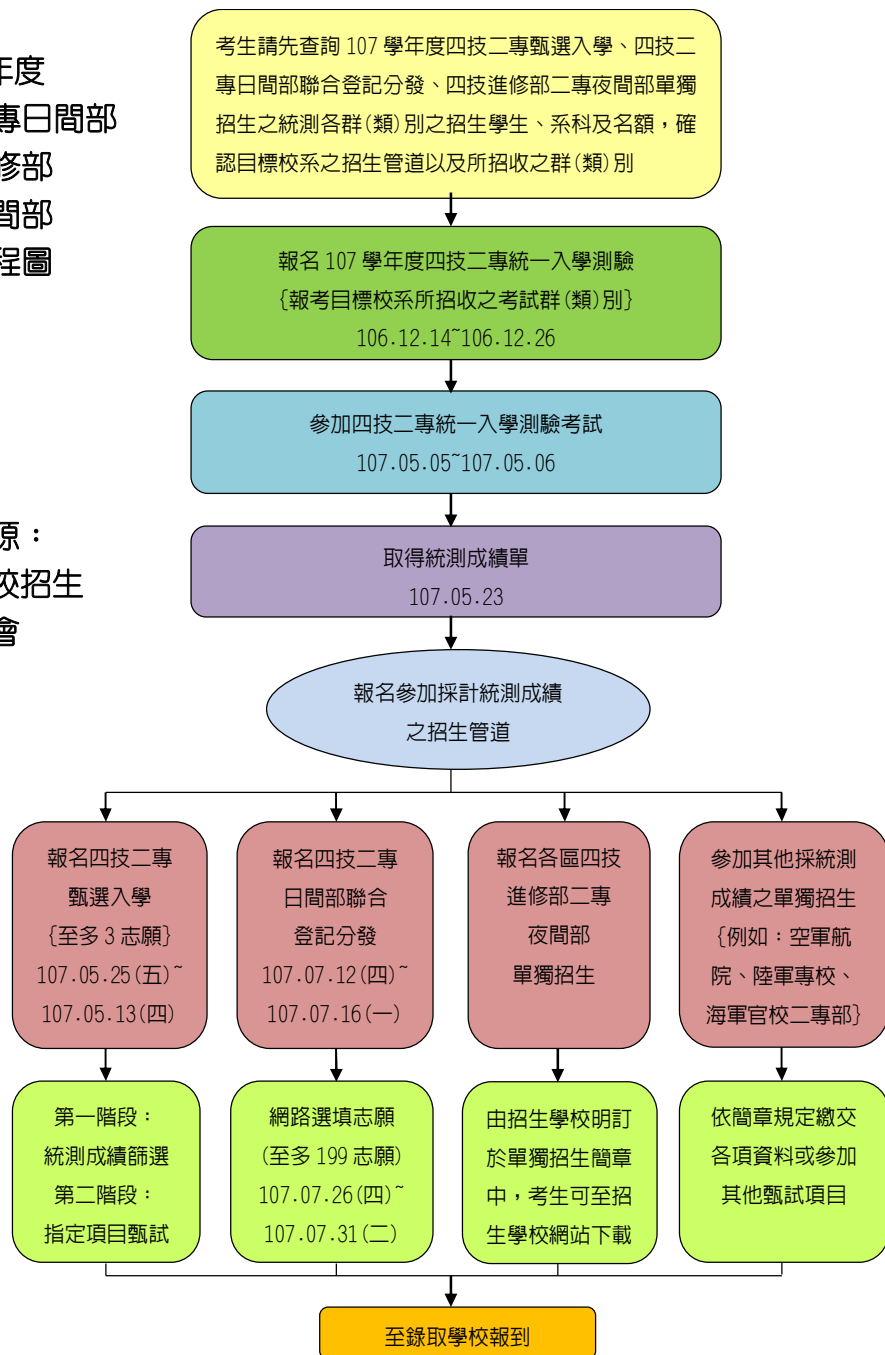 年度
專日間部
修部
間部
程圖
原：
校招生
會
考生請先查詢 107 學年度四技二專甄選入學、四技二
專日間部聯合登記分發、四技進修部二專夜間部單獨
招生之統測各群(類)別之招生學生、系科及名額，確
認目標校系之招生管道以及所招收之群(類)別
報名 107 學年度四技二專統一入學測驗
{報考目標校系所招收之考試群(類)別}
106.12.14~106.12.26
參加四技二專統一入學測驗考試
107.05.05~107.05.06
取得統測成績單
107.05.23
報名參加採計統測成績
之招生管道
報名四技二專
甄選入學
{至多 3 志願}
107.05.25(五)~
107.05.13(四)
報名四技二專
日間部聯合
登記分發
107.07.12(四)~
107.07.16(一)
報名各區四技
進修部二專
夜間部
單獨招生
參加其他採統測
成績之單獨招生
{例如：空軍航
院、陸軍專校、
海軍官校二專部}
第一階段：
統測成績篩選
第二階段：
指定項目甄試
網路選填志願
(至多 199 志願)
107.07.26(四)~
107.07.31(二)
由招生學校明訂
於單獨招生簡章
中，考生可至招
生學校網站下載
依簡章規定繳交
各項資料或參加
其他甄試項目
至錄取學校報到